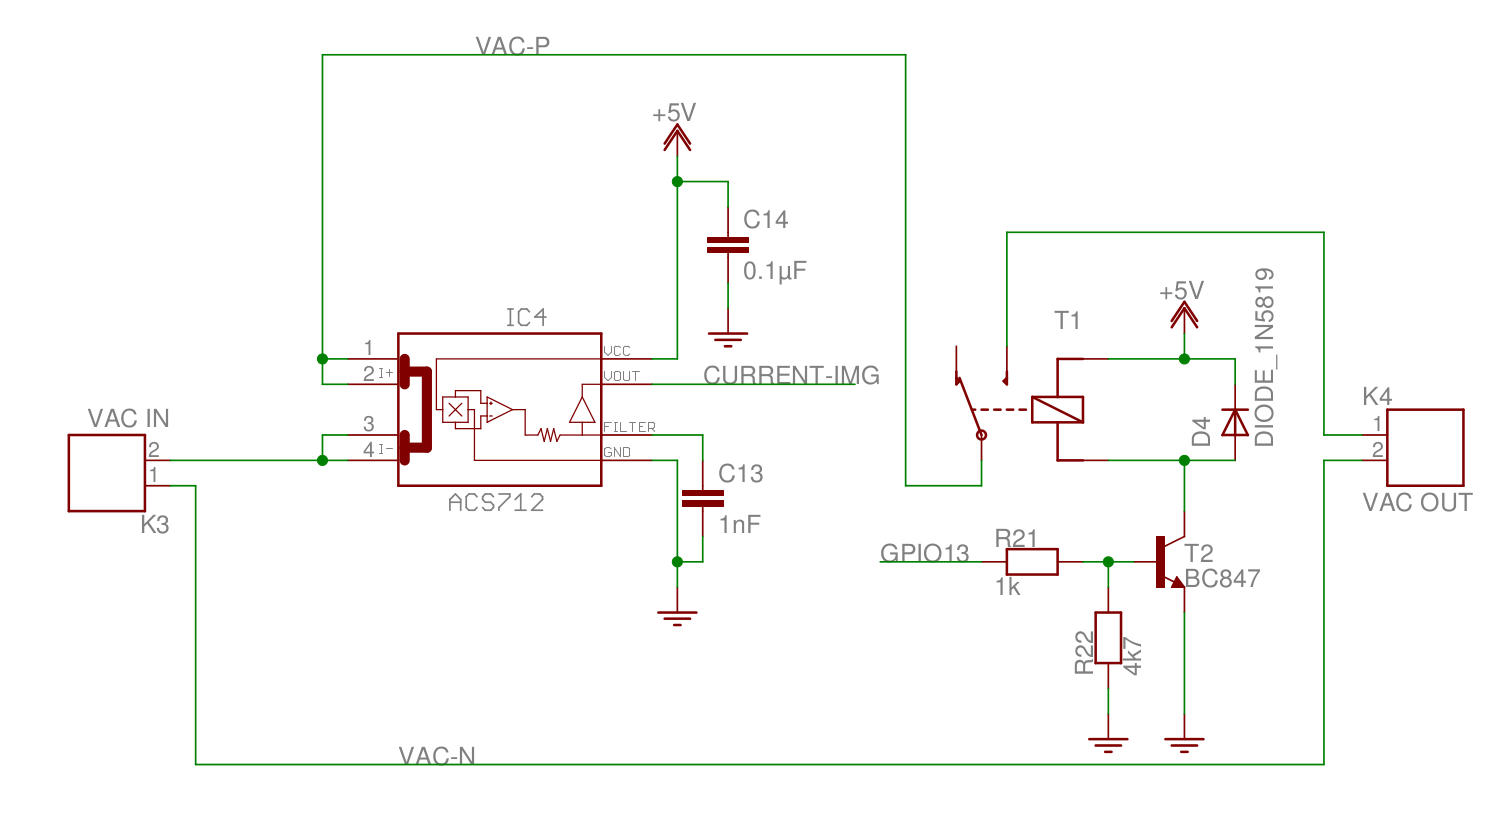 VAC-P
+5V
C14
0.1µF
+5V
DIODE_1N5819
T1
IC4
1
VCC
2
I+
VOUT
CURRENT-IMG
K4
VAC IN
3
FILTER
D4
1
2
4
I-
GND
2
1
C13
ACS712
VAC OUT
K3
1nF
R21
GPIO13
T2
1k
BC847
R22
4k7
VAC-N